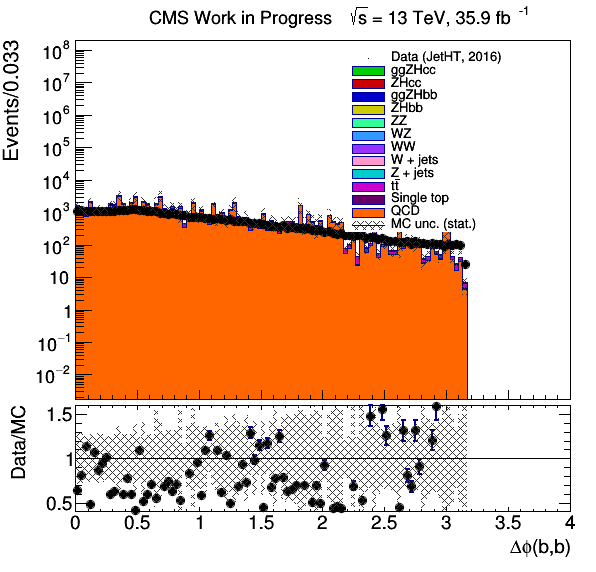 CMS Work in Progress √s = 13 TeV, 35.9 fb⁻¹
Events/0.033
10⁸
10⁷
10⁶
10⁵
10⁴
10³
10²
10
1
10⁻¹
10⁻²
Data (JetHT, 2016)
ggZHcc
ZHcc
ggZHbb
ZHbb
ZZ
WZ
WW
W + jets
Z + jets
tt̄
Single top
QCD
MC unc. (stat.)
Data/MC
1.5
1
0.5
0 0.5 1 1.5 2 2.5 3 3.5 4
Δϕ(b,b)